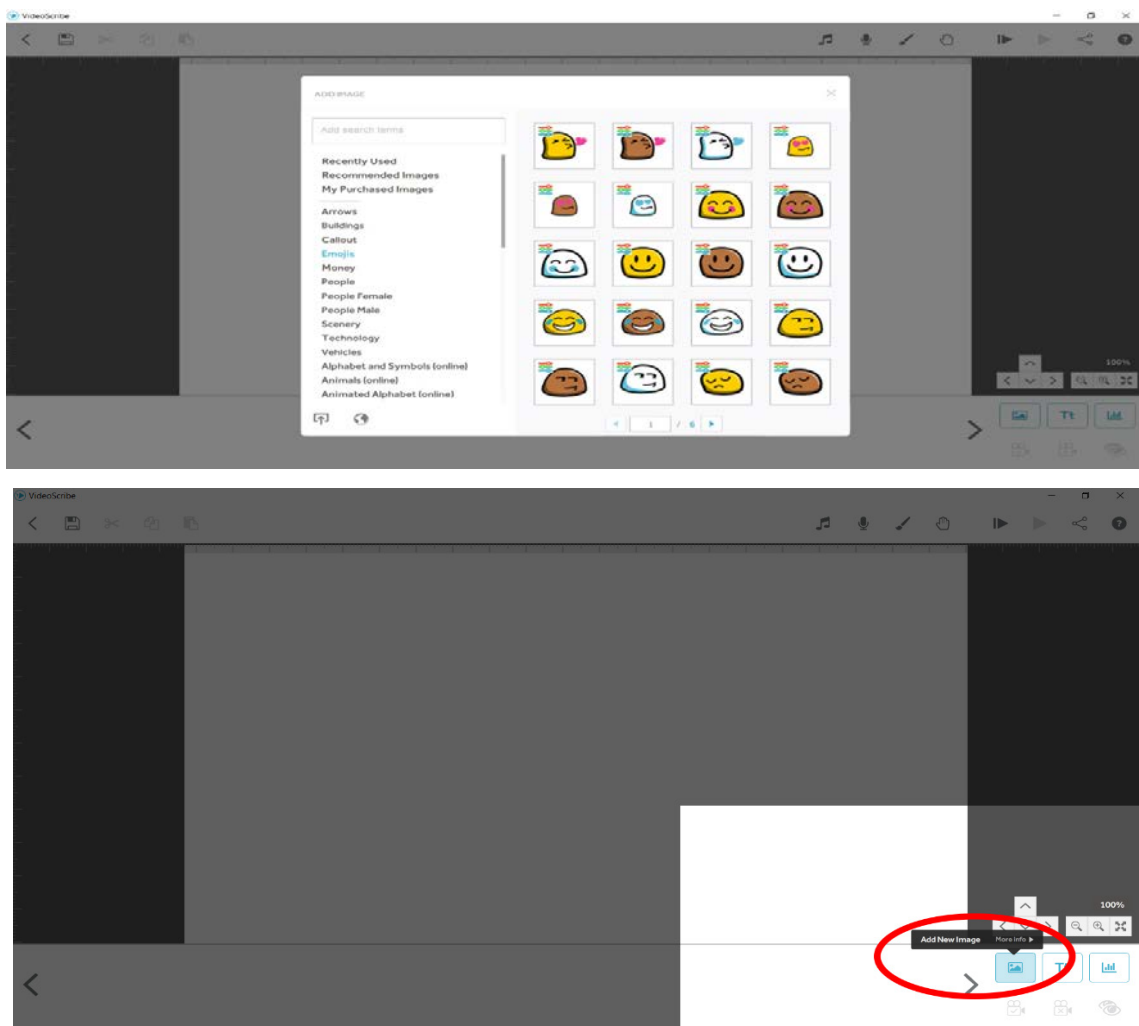 VideoScribe
ADD IMAGE
Add search terms
Recently Used
Recommended Images
My Purchased Images
Arrows
Buildings
Callout
Emojis
Money
People
People Female
People Male
Scenery
Technology
Vehicles
Alphabet and Symbols (online)
Animals (online)
Animated Alphabet (online)
1 / 6
100%
Tt
VideoScribe
100%
Add New Image More Info